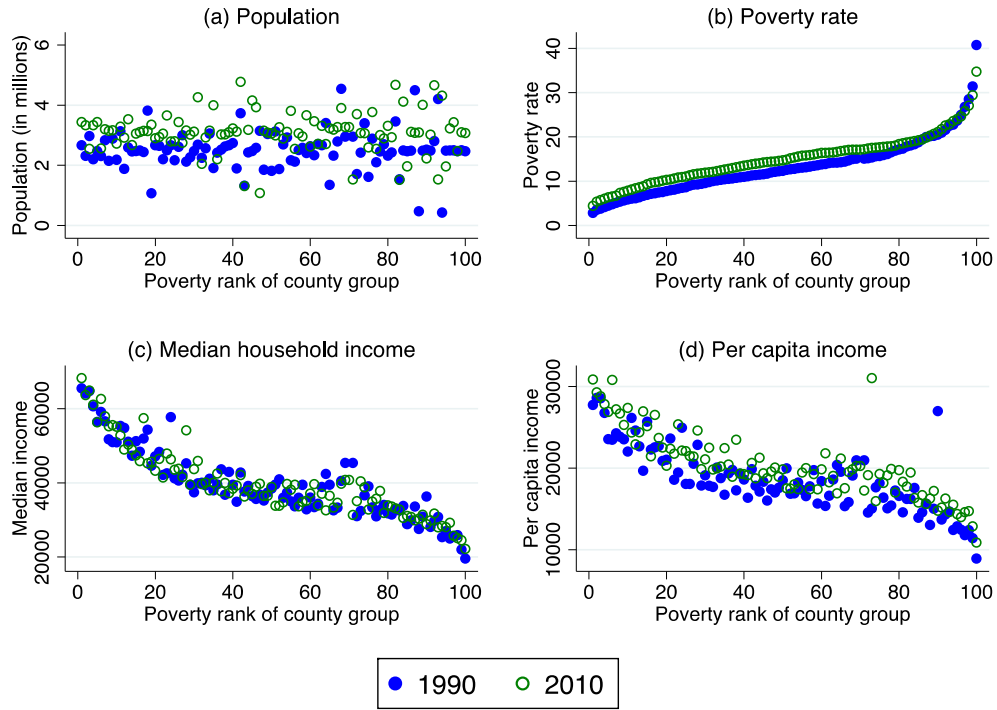 (a) Population
Population (in millions)
6
4
2
0
0 20 40 60 80 100
Poverty rank of county group
(b) Poverty rate
Poverty rate
40
30
20
10
0
0 20 40 60 80 100
Poverty rank of county group
(c) Median household income
Median income
60000
40000
20000
0 20 40 60 80 100
Poverty rank of county group
(d) Per capita income
Per capita income
30000
20000
10000
0 20 40 60 80 100
Poverty rank of county group
1990 2010